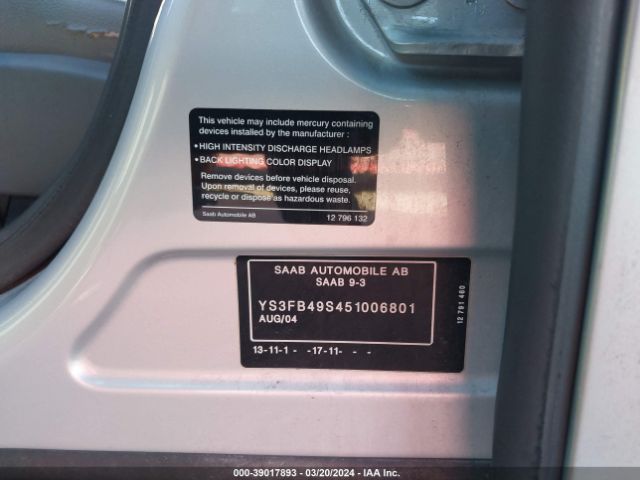 This vehicle may include mercury containing
devices installed by the manufacturer :
• HIGH INTENSITY DISCHARGE HEADLAMPS
• BACK LIGHTING COLOR DISPLAY
Remove devices before vehicle disposal.
Upon removal of devices, please reuse,
recycle or dispose as hazardous waste.
Saab Automobile AB 12 796 132
SAAB AUTOMOBILE AB
SAAB 9-3
YS3FB49S451006801
AUG/04
13-11-1 - -17-11- - -
12 791 460
000-39017893 - 03/20/2024 - IAA Inc.